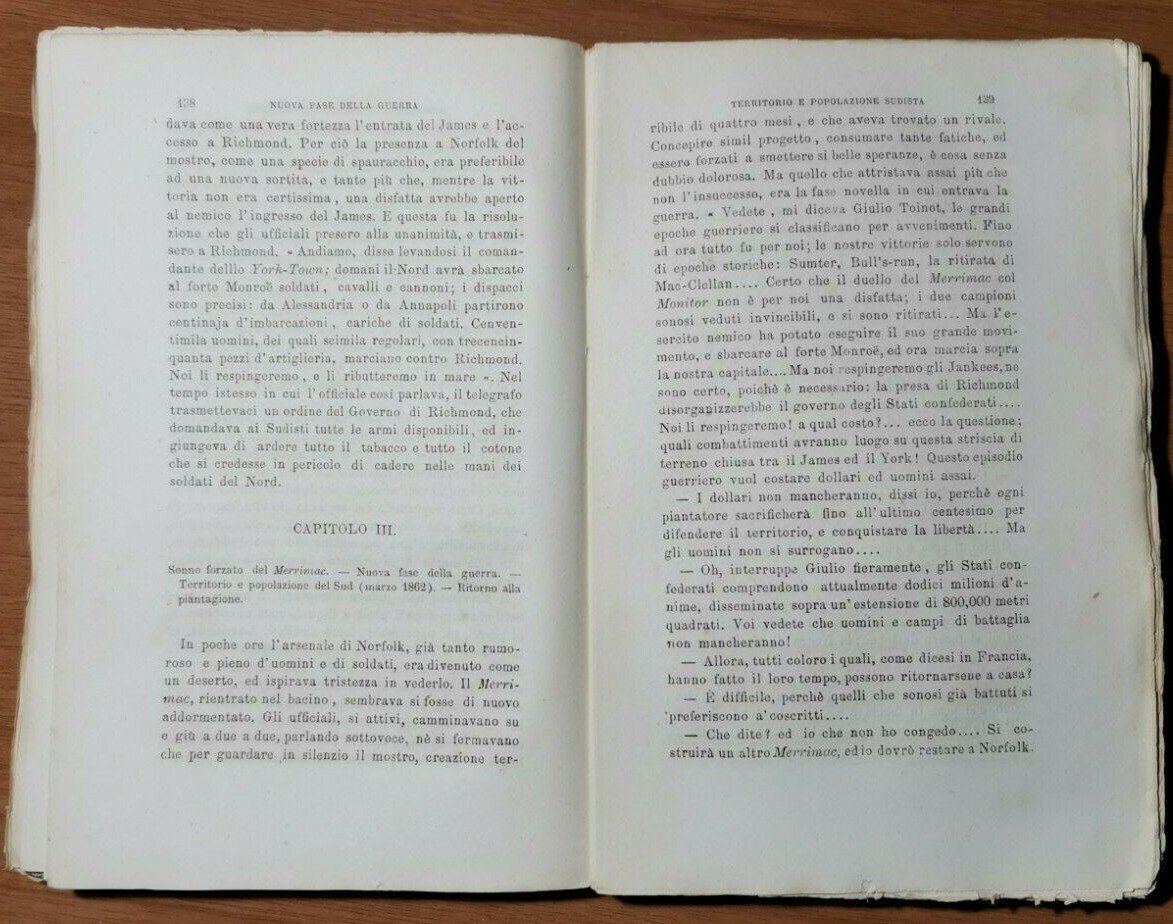 138 NUOVA FASE DELLA GUERRA
dava come una vera fortezza l'entrata del James e l'ac-
cesso a Richmond. Per ciò la presenza a Norfolk del
mostro, come una specie di spauracchio, era preferibile
ad una nuova sortita, e tanto più che, mentre la vit-
toria non era certissima, una disfatta avrebbe aperto
al nemico l'ingresso del James. E questa fu la risolu-
zione che gli ufficiali presero alla unanimità, e trasmi-
sero a Richmond. « Andiamo, disse levandosi il coman-
dante delllo York-Town; domani il Nord avrà sbarcato
al forte Monroë soldati, cavalli e cannoni; i dispacci
sono precisi: da Alessandria o da Annapoli partirono
centinaja d'imbarcazioni, cariche di soldati. Cenven-
timila uomini, dei quali seimila regolari, con trecencin-
quanta pezzi d'artiglieria, marciano contro Richmond.
Noi li respingeremo, e li ributteremo in mare ». Nel
tempo istesso in cui l'officiale così parlava, il telegrafo
trasmettevaci un ordine del Governo di Richmond, che
domandava ai Sudisti tutte le armi disponibili, ed in-
giungeva di ardere tutto il tabacco e tutto il cotone
che si credesse in pericolo di cadere nelle mani dei
soldati del Nord.
CAPITOLO III.
Sonno forzato del Merrimac. — Nuova fase della guerra. —
Territorio e popolazione del Sud (marzo 1862). — Ritorno alla
piantagione.
In poche ore l'arsenale di Norfolk, già tanto rumo-
roso e pieno d'uomini e di soldati, era divenuto come
un deserto, ed ispirava tristezza in vederlo. Il Merri-
mac, rientrato nel bacino, sembrava si fosse di nuovo
addormentato. Gli ufficiali, sì attivi, camminavano su
e giù a due a due, parlando sottovoce, nè si fermavano
che per guardare in silenzio il mostro, creazione ter-
TERRITORIO E POPOLAZIONE SUDISTA 139
ribile di quattro mesi, e che aveva trovato un rivale.
Concepire simil progetto, consumare tante fatiche, ed
essere forzati a smettere sì belle speranze, è cosa senza
dubbio dolorosa. Ma quello che attristava assai più che
non l'insuccesso, era la fase novella in cui entrava la
guerra. « Vedete, mi diceva Giulio Toinot, le grandi
epoche guerriere si classificano per avvenimenti. Fino
ad ora tutto fu per noi; le nostre vittorie solo servono
di epoche storiche: Sumter, Bull's-run, la ritirata di
Mac-Clellan.... Certo che il duello del Merrimac col
Monitor non è per noi una disfatta; i due campioni
sonosi veduti invincibili, e si sono ritirati... Ma l'e-
sercito nemico ha potuto eseguire il suo grande movi-
mento, e sbarcare al forte Monroë, ed ora marcia sopra
la nostra capitale.... Ma noi respingeremo gli Jankees, ne
sono certo, poichè è necessario: la presa di Richmond
disorganizzerebbe il governo degli Stati confederati....
Noi li respingeremo! a qual costo?... ecco la questione;
quali combattimenti avranno luogo su questa striscia di
terreno chiusa tra il James ed il York! Questo episodio
guerriero vuol costare dollari ed uomini assai.
— I dollari non mancheranno, dissi io, perchè ogni
piantatore sacrificherà fino all'ultimo centesimo per
difendere il territorio, e conquistare la libertà.... Ma
gli uomini non si surrogano....
— Oh, interruppe Giulio fieramente, gli Stati con-
federati comprendono attualmente dodici milioni d'a-
nime, disseminate sopra un'estensione di 800,000 metri
quadrati. Voi vedete che uomini e campi di battaglia
non mancheranno!
— Allora, tutti coloro i quali, come dicesi in Francia,
hanno fatto il loro tempo, possono ritornarsene a casa?
— È difficile, perchè quelli che sonosi già battuti si
preferiscono a' coscritti....
— Che dite? ed io che non ho congedo.... Si co-
struirà un altro Merrimac, ed io dovrò restare a Norfolk.